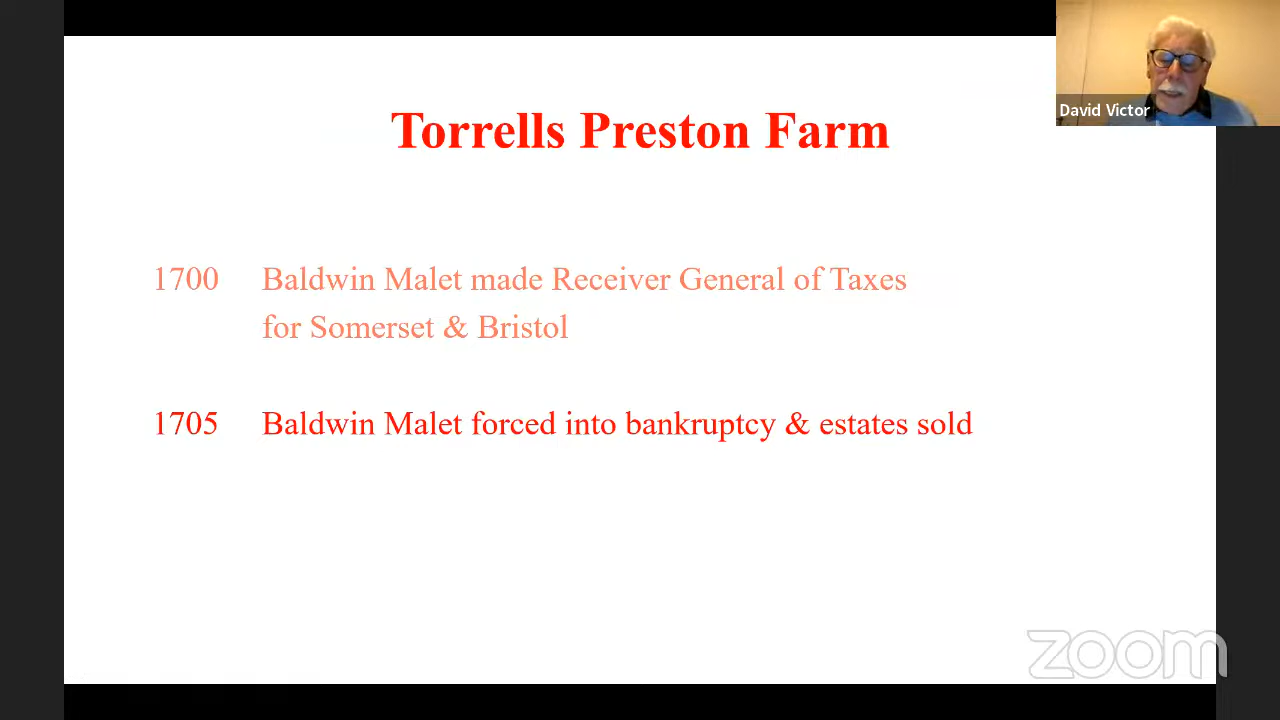 Torrells Preston Farm
David Victor
1700 Baldwin Malet made Receiver General of Taxes
for Somerset & Bristol
1705 Baldwin Malet forced into bankruptcy & estates sold
zoom